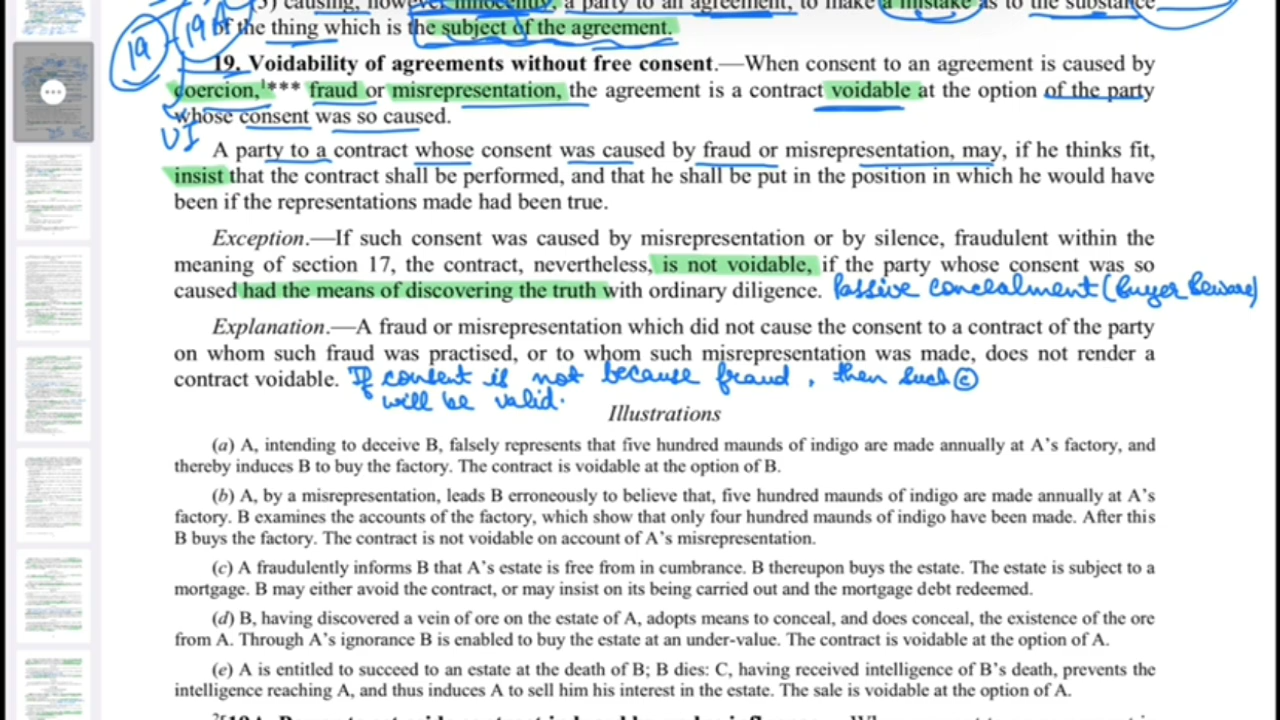 3) causing, however innocently, a party to an agreement, to make a mistake as to the substance
of the thing which is the subject of the agreement.
19 19A
19. Voidability of agreements without free consent.—When consent to an agreement is caused by
coercion,1*** fraud or misrepresentation, the agreement is a contract voidable at the option of the party
whose consent was so caused.
UI
A party to a contract whose consent was caused by fraud or misrepresentation, may, if he thinks fit,
insist that the contract shall be performed, and that he shall be put in the position in which he would have
been if the representations made had been true.
Exception.—If such consent was caused by misrepresentation or by silence, fraudulent within the
meaning of section 17, the contract, nevertheless, is not voidable, if the party whose consent was so
caused had the means of discovering the truth with ordinary diligence. Passive concealment (Buyer Beware)
Explanation.—A fraud or misrepresentation which did not cause the consent to a contract of the party
on whom such fraud was practised, or to whom such misrepresentation was made, does not render a
contract voidable. If consent is not because fraud, then such ©
will be valid.
Illustrations
(a) A, intending to deceive B, falsely represents that five hundred maunds of indigo are made annually at A's factory, and
thereby induces B to buy the factory. The contract is voidable at the option of B.
(b) A, by a misrepresentation, leads B erroneously to believe that, five hundred maunds of indigo are made annually at A's
factory. B examines the accounts of the factory, which show that only four hundred maunds of indigo have been made. After this
B buys the factory. The contract is not voidable on account of A's misrepresentation.
(c) A fraudulently informs B that A's estate is free from in cumbrance. B thereupon buys the estate. The estate is subject to a
mortgage. B may either avoid the contract, or may insist on its being carried out and the mortgage debt redeemed.
(d) B, having discovered a vein of ore on the estate of A, adopts means to conceal, and does conceal, the existence of the ore
from A. Through A's ignorance B is enabled to buy the estate at an under-value. The contract is voidable at the option of A.
(e) A is entitled to succeed to an estate at the death of B; B dies: C, having received intelligence of B's death, prevents the
intelligence reaching A, and thus induces A to sell him his interest in the estate. The sale is voidable at the option of A.